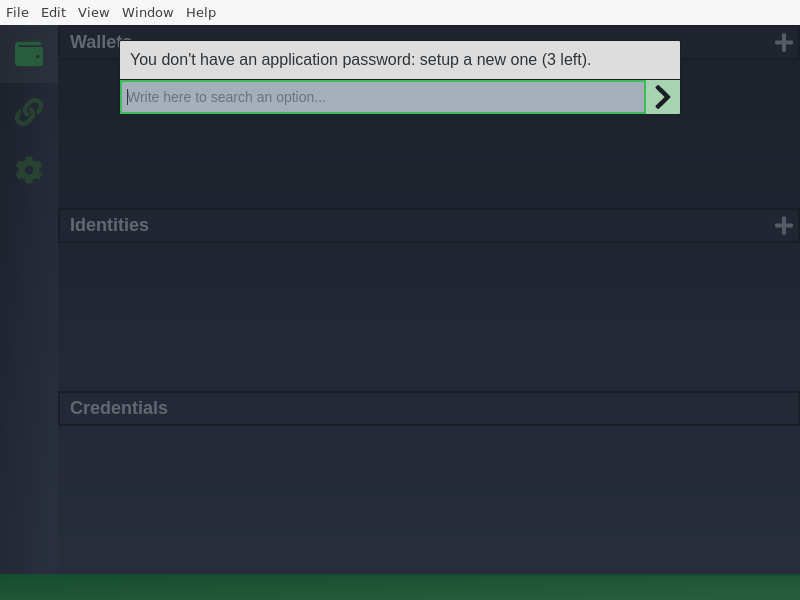 File Edit View Window Help
Wallets
You don't have an application password: setup a new one (3 left).
Write here to search an option...
Identities
Credentials